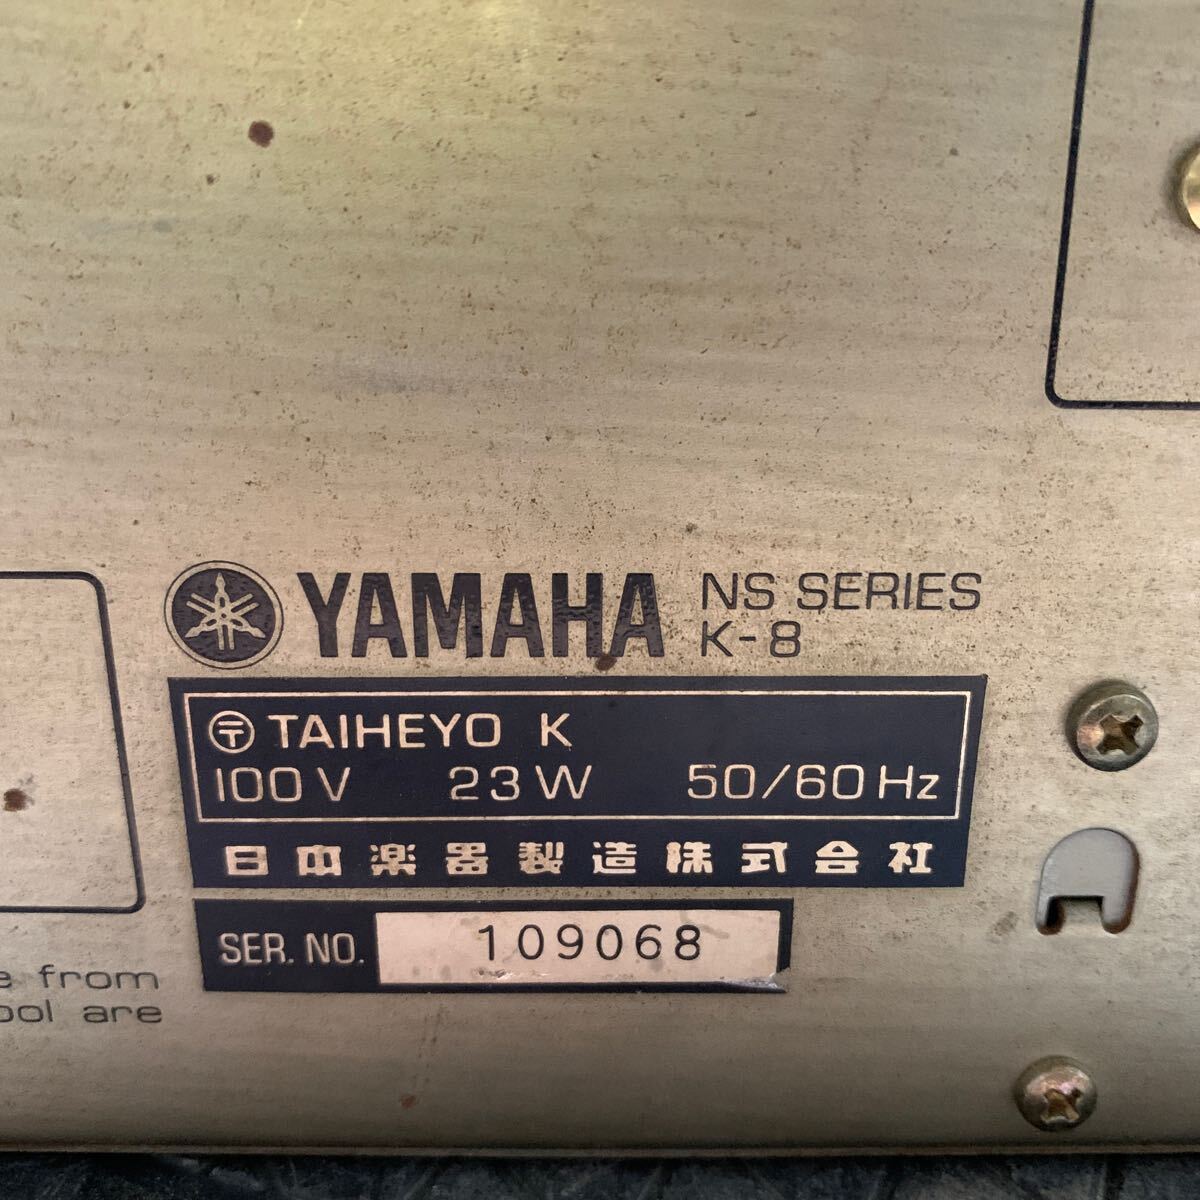 YAMAHA NS SERIES
K-8
〶 TAIHEYO K
100V 23W 50/60Hz
日本楽器製造株式会社
SER. NO. 109068
from
are